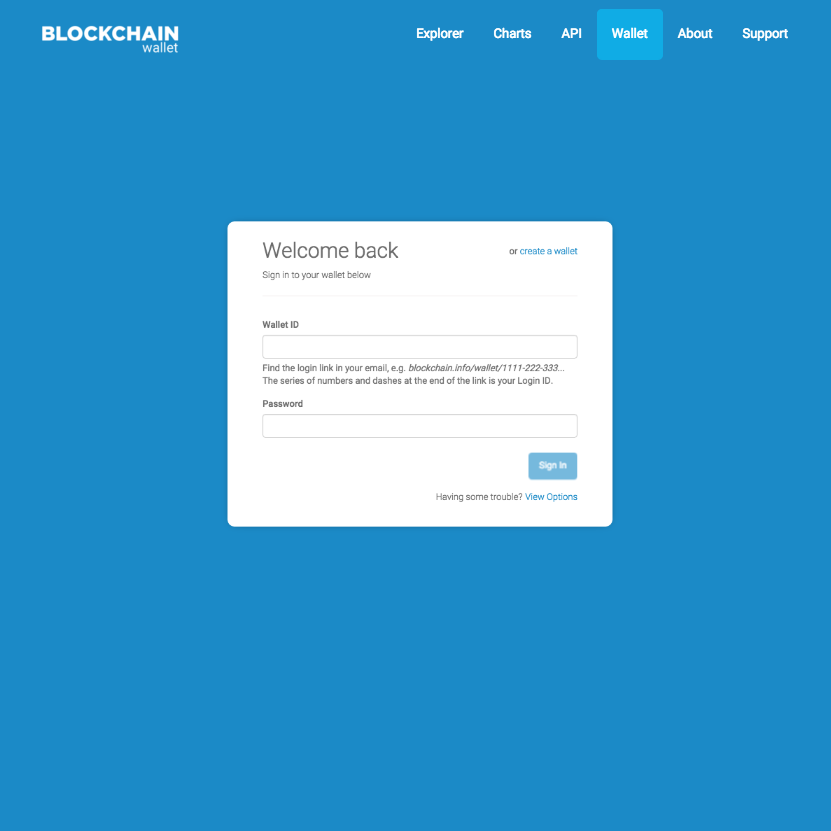 BLOCKCHAIN
wallet
Explorer Charts API Wallet About Support
Welcome back
or create a wallet
Sign in to your wallet below
Wallet ID
Find the login link in your email, e.g. blockchain.info/wallet/1111-222-333...
The series of numbers and dashes at the end of the link is your Login ID.
Password
Sign In
Having some trouble? View Options